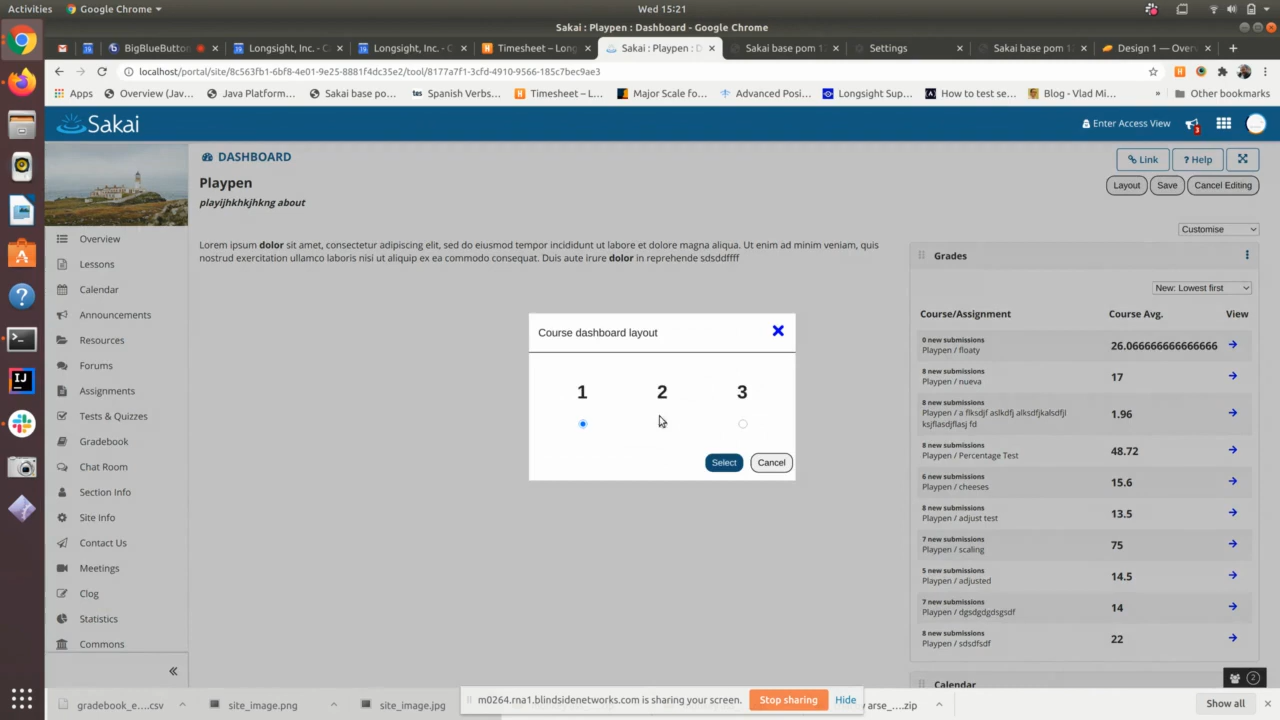 Activities
Google Chrome
Wed 15:21
Sakai : Playpen : Dashboard - Google Chrome
BigBlueButto
Longsight, Inc. - C
Longsight, Inc. - C
Timesheet – Long
Sakai : Playpen : D
Sakai base pom 1
Settings
Sakai base pom 1
Design 1 — Over
localhost/portal/site/8c563fb1-6bf8-4e01-9e25-8881f4dc35e2/tool/8177a7f1-3cfd-4910-9566-185c7bec9ae3
Apps
Overview (Jav...
Java Platform...
Sakai base po...
tes Spanish Verbs...
Timesheet – L...
Major Scale fo...
Advanced Posi...
Longsight Sup...
How to test se...
Blog - Vlad Mi...
»
Other bookmarks
Sakai
Enter Access View
3
DASHBOARD
Link
? Help
Playpen
Layout
Save
Cancel Editing
playijhkhkjhkng about
Customise
Overview
Lessons
Calendar
Announcements
Resources
Forums
Assignments
Tests & Quizzes
Gradebook
Chat Room
Section Info
Site Info
Contact Us
Meetings
Clog
Statistics
Commons
Lorem ipsum dolor sit amet, consectetur adipiscing elit, sed do eiusmod tempor incididunt ut labore et dolore magna aliqua. Ut enim ad minim veniam, quis
nostrud exercitation ullamco laboris nisi ut aliquip ex ea commodo consequat. Duis aute irure dolor in reprehende sdsddffff
Course dashboard layout
1 2 3
Select
Cancel
Grades
New: Lowest first
Course/Assignment Course Avg. View
0 new submissions
Playpen / floaty 26.066666666666666
8 new submissions
Playpen / nueva 17
8 new submissions
Playpen / a flksdjf aslkdfj alksdfjkalsdfjl
ksjflasdjflasj fd 1.96
8 new submissions
Playpen / Percentage Test 48.72
6 new submissions
Playpen / cheeses 15.6
8 new submissions
Playpen / adjust test 13.5
7 new submissions
Playpen / scaling 75
5 new submissions
Playpen / adjusted 14.5
7 new submissions
Playpen / dgsdgdgdsgsdf 14
8 new submissions
Playpen / sdsdfsdf 22
Calendar
2
gradebook_e....csv
site_image.png
site_image.jpg
m0264.rna1.blindsidenetworks.com is sharing your screen.
Stop sharing
Hide
arse_....zip
Show all